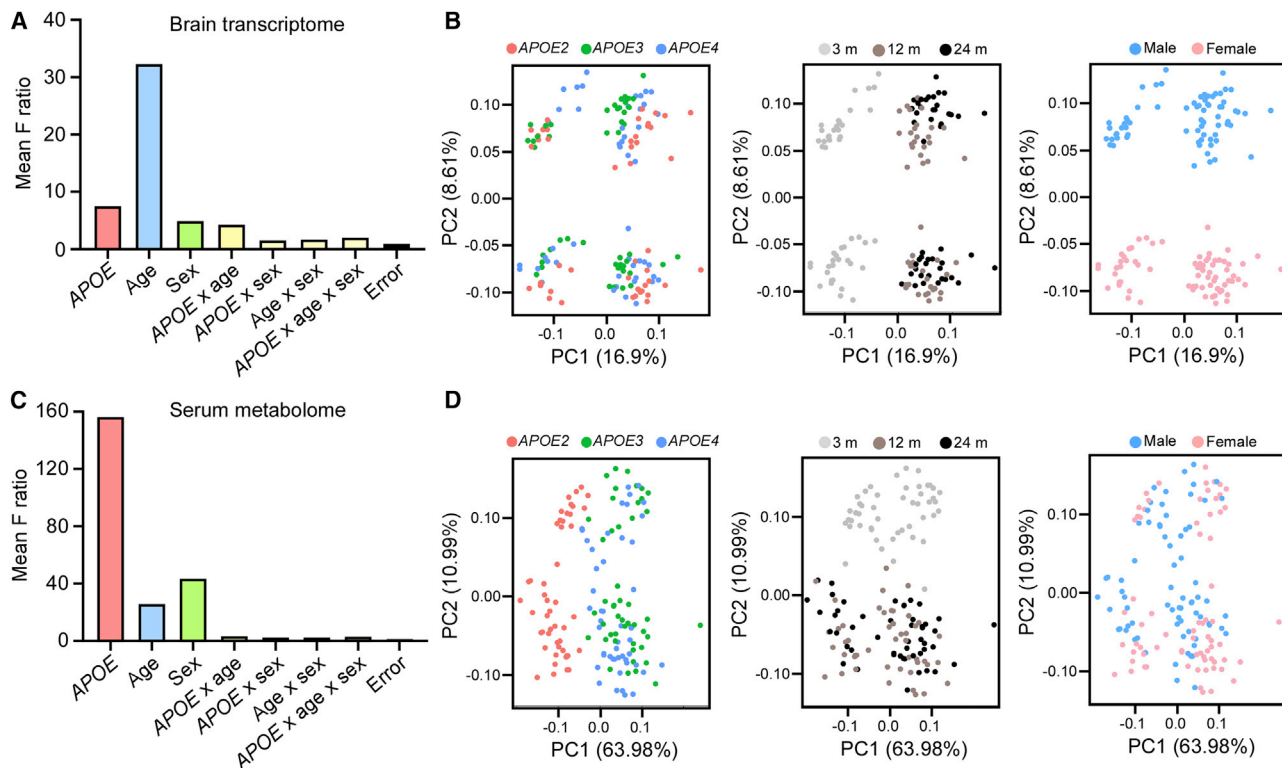 A
Brain transcriptome
Mean F ratio
40
30
20
10
0
APOE
Age
Sex
APOE x age
APOE x sex
Age x sex
APOE x age x sex
Error
B
APOE2 APOE3 APOE4
PC2 (8.61%)
0.10
0.05
0.00
-0.05
-0.10
-0.1 0.0 0.1
PC1 (16.9%)
3 m 12 m 24 m
PC2 (8.61%)
0.10
0.05
0.00
-0.05
-0.10
-0.1 0.0 0.1
PC1 (16.9%)
Male Female
PC2 (8.61%)
0.10
0.05
0.00
-0.05
-0.10
-0.1 0.0 0.1
PC1 (16.9%)
C
Serum metabolome
Mean F ratio
160
120
80
40
0
APOE
Age
Sex
APOE x age
APOE x sex
Age x sex
APOE x age x sex
Error
D
APOE2 APOE3 APOE4
PC2 (10.99%)
0.10
0.00
-0.10
-0.1 0.0 0.1
PC1 (63.98%)
3 m 12 m 24 m
PC2 (10.99%)
0.10
0.00
-0.10
-0.1 0.0 0.1
PC1 (63.98%)
Male Female
PC2 (10.99%)
0.10
0.00
-0.10
-0.1 0.0 0.1
PC1 (63.98%)